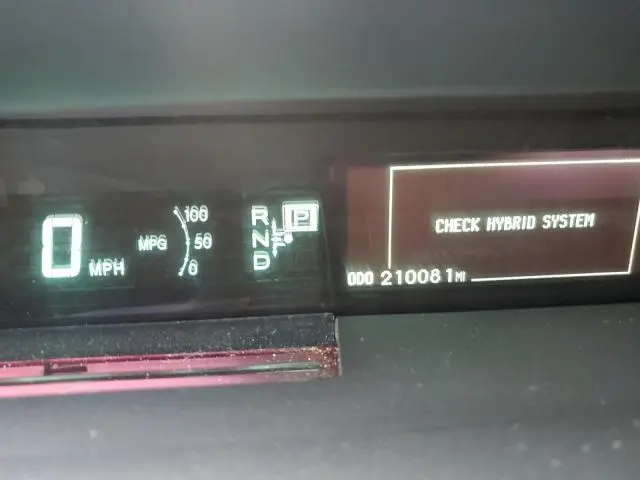 0 MPH
MPG
100
50
0
R
N
D
P
CHECK HYBRID SYSTEM
ODO 210081 MI